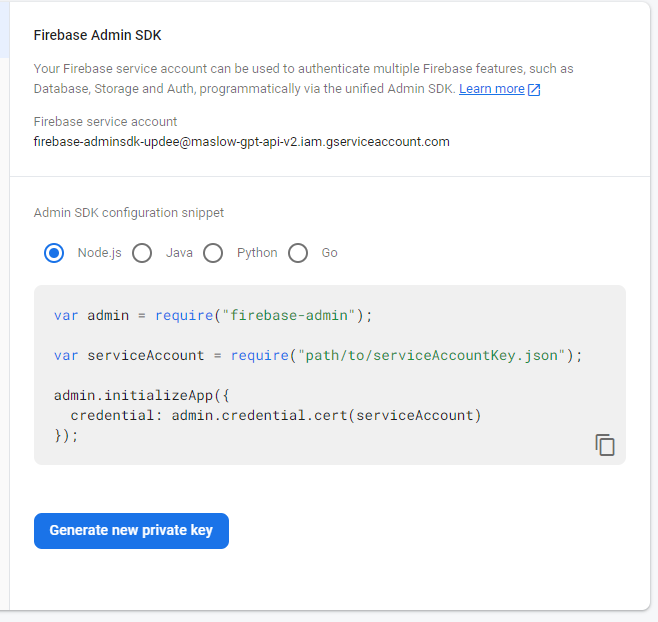 Firebase Admin SDK
Your Firebase service account can be used to authenticate multiple Firebase features, such as
Database, Storage and Auth, programmatically via the unified Admin SDK. Learn more
Firebase service account
firebase-adminsdk-updee@maslow-gpt-api-v2.iam.gserviceaccount.com
Admin SDK configuration snippet
Node.js Java Python Go
var admin = require("firebase-admin");
var serviceAccount = require("path/to/serviceAccountKey.json");
admin.initializeApp({
  credential: admin.credential.cert(serviceAccount)
});
Generate new private key